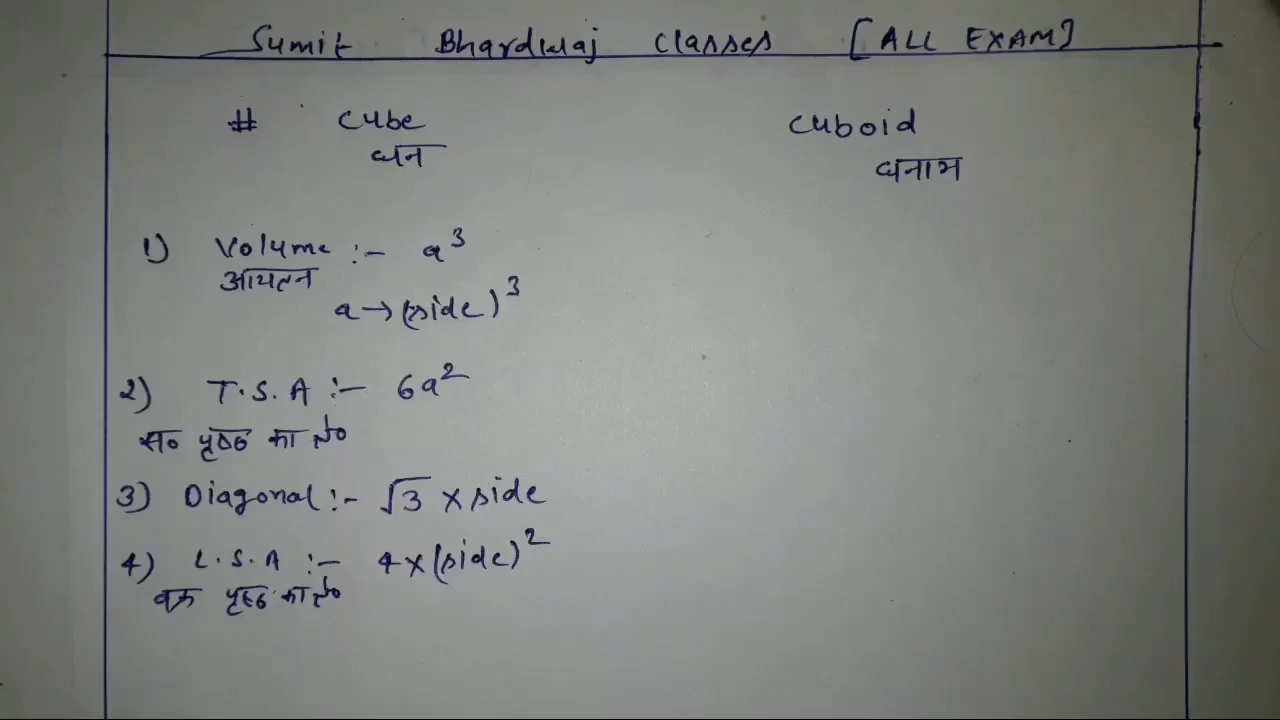 Sumit Bhardwaj Classes [ALL EXAM]
# Cube Cuboid
घन घनाभ
1) Volume :- a³
आयतन
a → (side)³
2) T.S.A :- 6a²
स० पृष्ठ का क्षे०
3) Diagonal :- √3 × side
4) L.S.A :- 4×(side)²
वक्र पृष्ठ का क्षे०